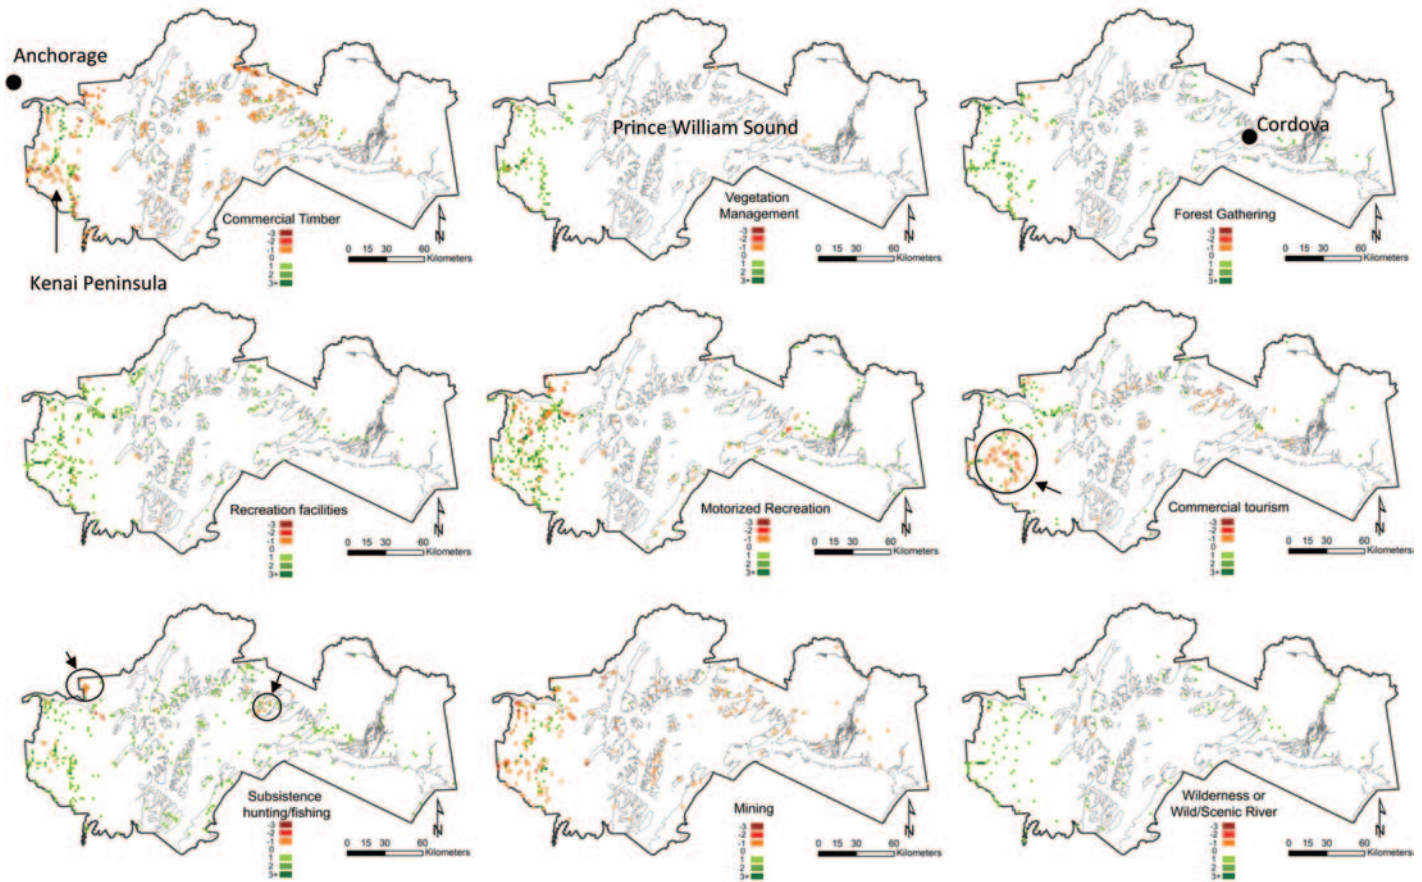 Anchorage
Commercial Timber
-3
-2
-1
0
1
2
3+
0 15 30 60
Kilometers
N
Kenai Peninsula
Prince William Sound
Vegetation
Management
-3
-2
-1
0
1
2
3+
0 15 30 60
Kilometers
N
Cordova
Forest Gathering
-3
-2
-1
0
1
2
3+
0 15 30 60
Kilometers
N
Recreation facilities
-3
-2
-1
0
1
2
3+
0 15 30 60
Kilometers
N
Motorized Recreation
-3
-2
-1
0
1
2
3+
0 15 30 60
Kilometers
N
Commercial tourism
-3
-2
-1
0
1
2
3+
0 15 30 60
Kilometers
N
Subsistence
hunting/fishing
-3
-2
-1
0
1
2
3+
0 15 30 60
Kilometers
N
Mining
-3
-2
-1
0
1
2
3+
0 15 30 60
Kilometers
N
Wilderness or
Wild/Scenic River
-3
-2
-1
0
1
2
3+
0 15 30 60
Kilometers
N